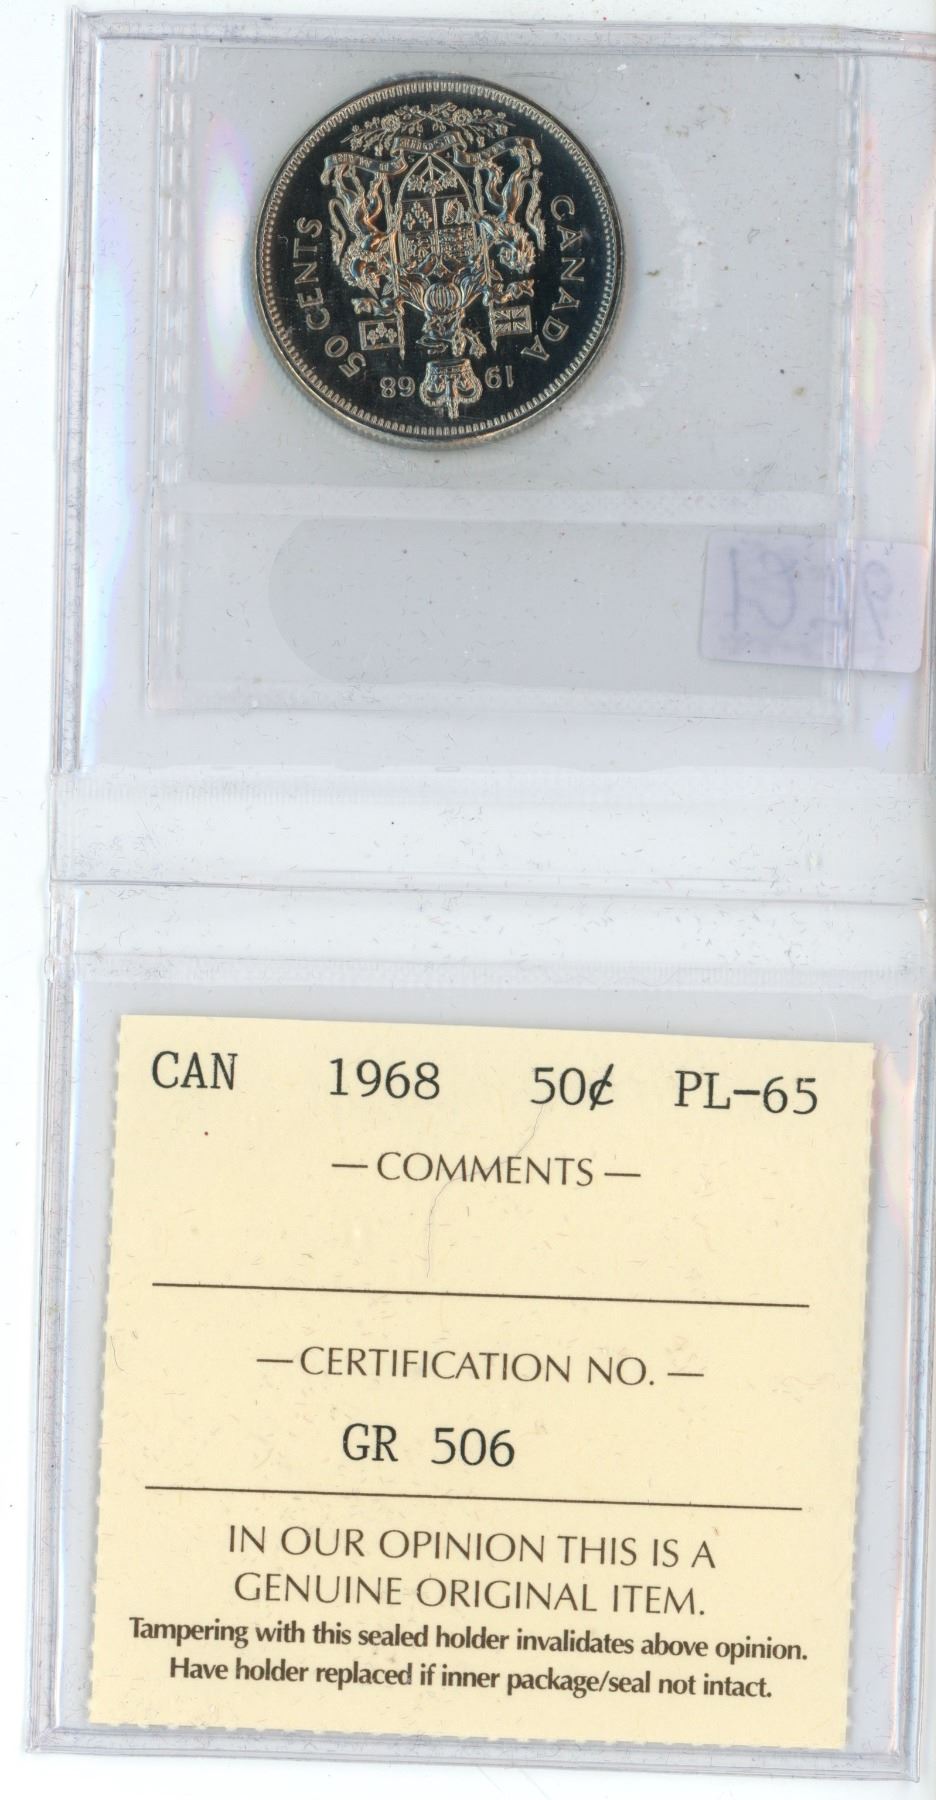 50 CENTS
CANADA
19 68
CAN 1968 50¢ PL-65
— COMMENTS —
— CERTIFICATION NO. —
GR 506
IN OUR OPINION THIS IS A
GENUINE ORIGINAL ITEM.
Tampering with this sealed holder invalidates above opinion.
Have holder replaced if inner package/seal not intact.